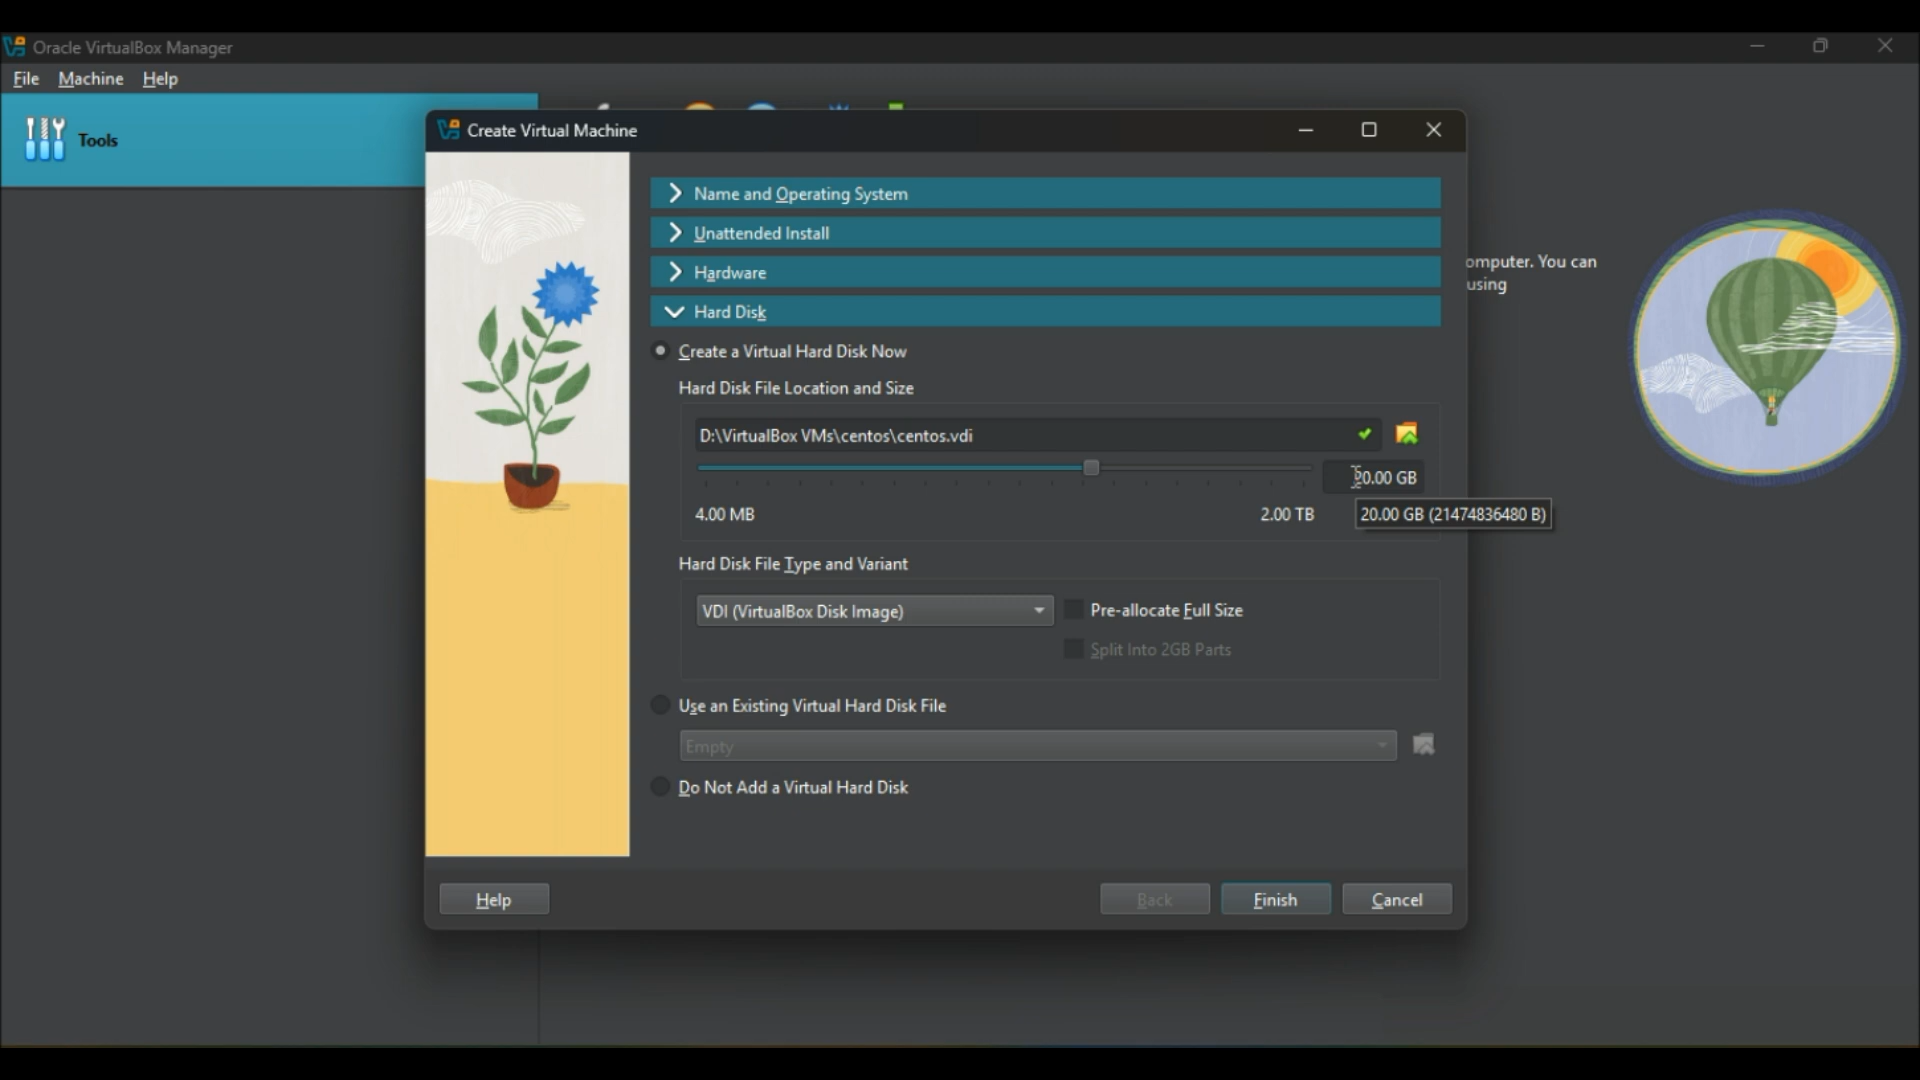 Oracle VirtualBox Manager
File Machine Help
Tools
Create Virtual Machine
Name and Operating System
Unattended Install
Hardware
Hard Disk
omputer. You can
using
Create a Virtual Hard Disk Now
Hard Disk File Location and Size
D:\VirtualBox VMs\centos\centos.vdi
20.00 GB
4.00 MB 2.00 TB
20.00 GB (21474836480 B)
Hard Disk File Type and Variant
VDI (VirtualBox Disk Image) Pre-allocate Full Size
Split Into 2GB Parts
Use an Existing Virtual Hard Disk File
Empty
Do Not Add a Virtual Hard Disk
Help Back Finish Cancel